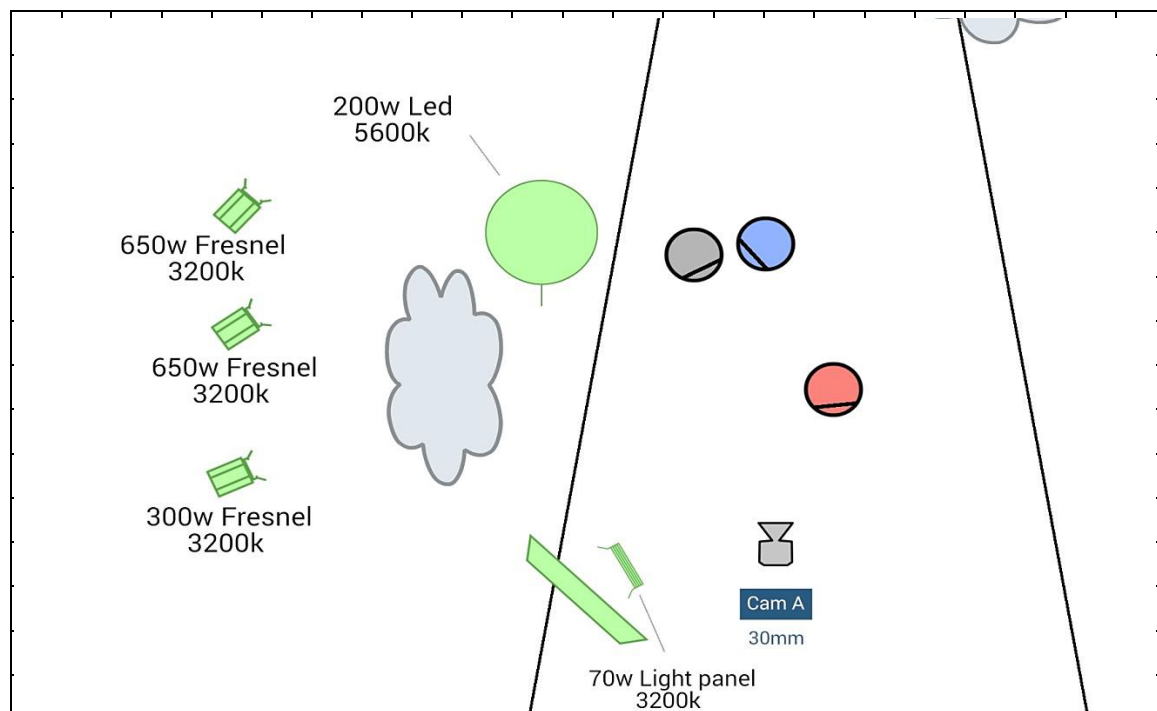 200w Led
5600k
650w Fresnel
3200k
650w Fresnel
3200k
300w Fresnel
3200k
Cam A
30mm
70w Light panel
3200k